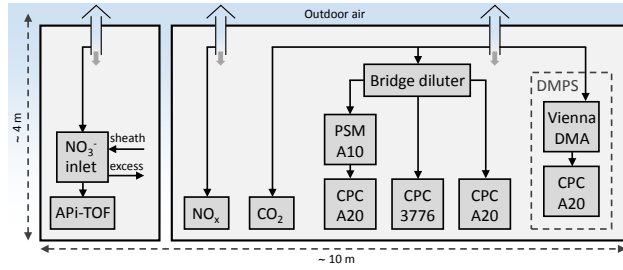 Outdoor air
~ 4 m
Bridge diluter
DMPS
NO₃⁻
inlet
sheath
excess
PSM
A10
Vienna
DMA
API-TOF
NOₓ
CO₂
CPC
A20
CPC
3776
CPC
A20
CPC
A20
~ 10 m